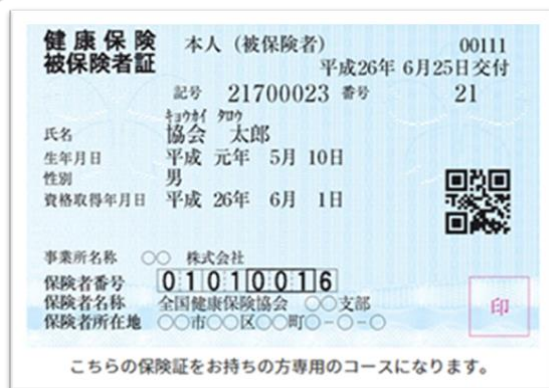 健康保険 本人（被保険者） 00111
被保険者証 平成26年 6月25日交付
記号 21700023 番号 21
キョウカイ タロウ
氏名 協会 太郎
生年月日 平成 元年 5月 10日
性別 男
資格取得年月日 平成 26年 6月 1日
事業所名称 ○○ 株式会社
保険者番号 01010016
保険者名称 全国健康保険協会 ○○支部
保険者所在地 ○○市○○区○○町○－○－○
印
こちらの保険証をお持ちの方専用のコースになります。